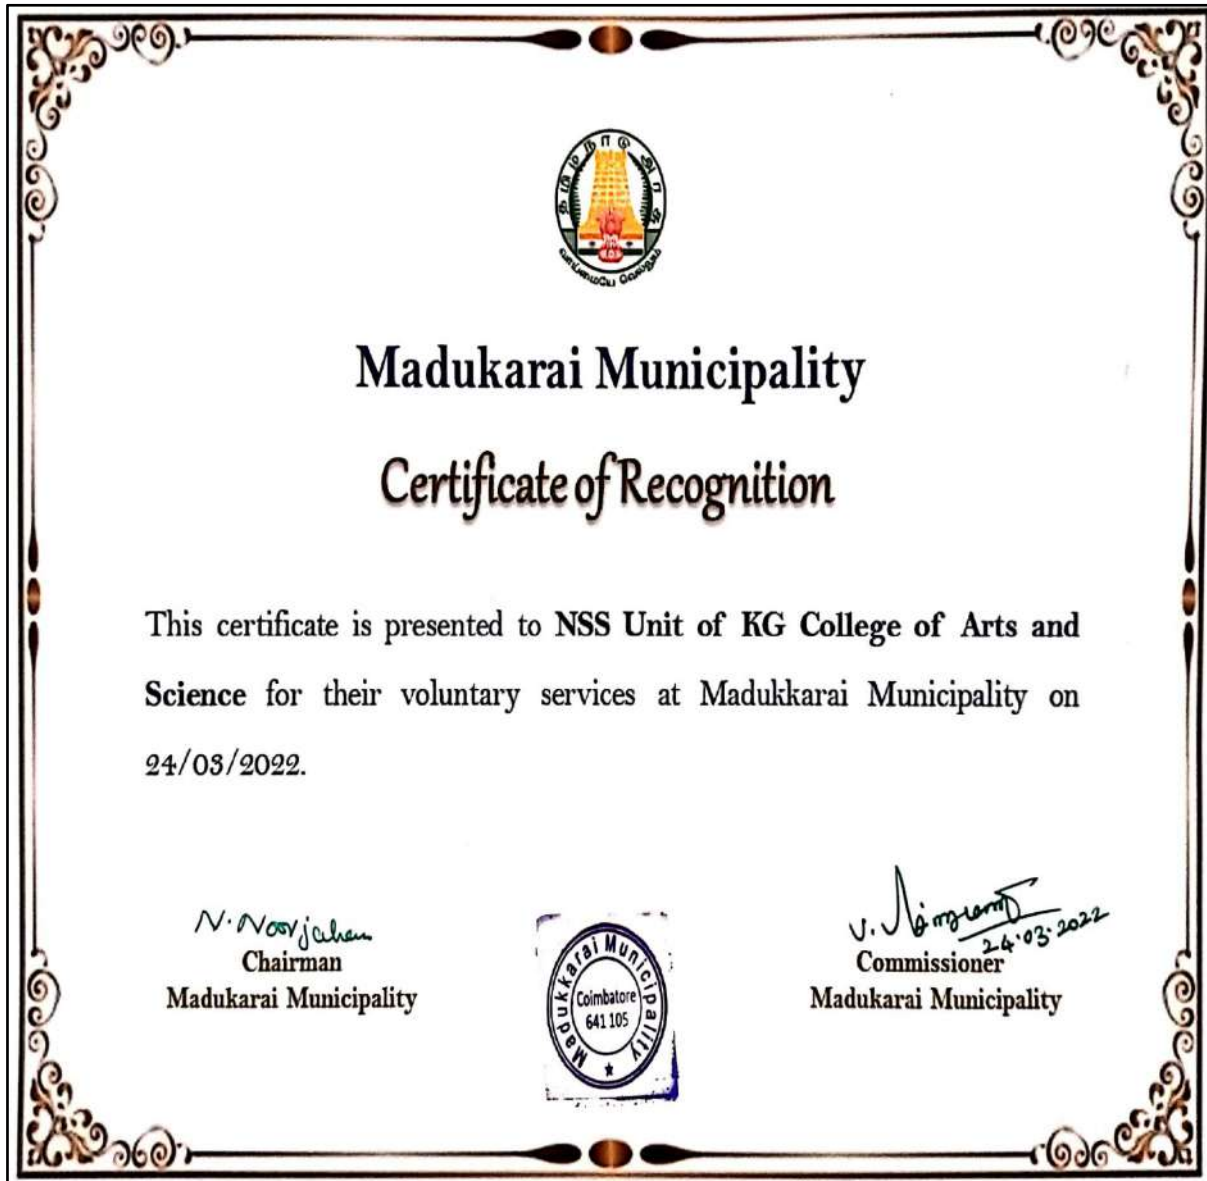 தமிழ்நாடு அரசு
வாய்மையே வெல்லும்
Madukarai Municipality
Certificate of Recognition
This certificate is presented to NSS Unit of KG College of Arts and
Science for their voluntary services at Madukkarai Municipality on
24/03/2022.
N. Noorjahan
Chairman
Madukarai Municipality
Madukkarai Municipality
Coimbatore
641 105
V.
24.03.2022
Commissioner
Madukarai Municipality